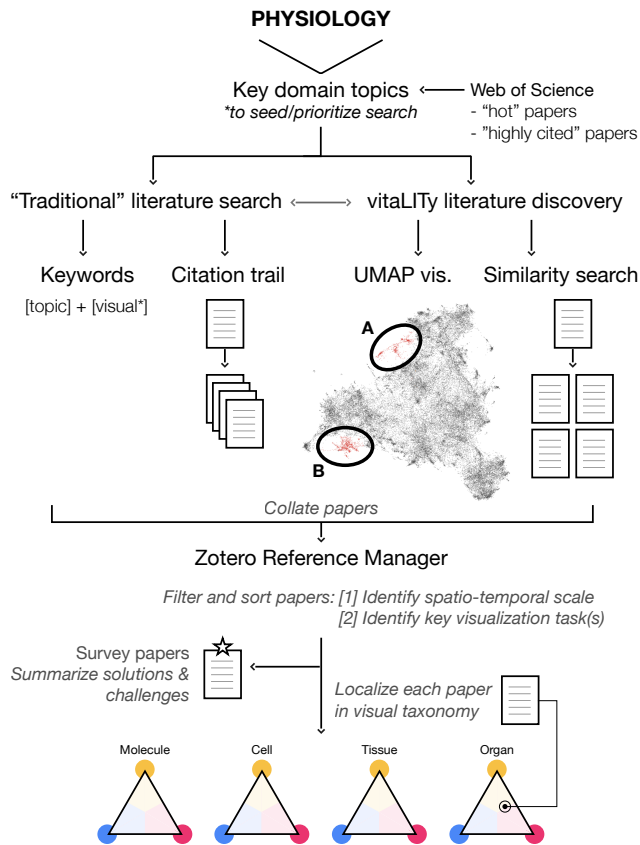 PHYSIOLOGY
Key domain topics
*to seed/prioritize search
Web of Science
- “hot” papers
- ”highly cited” papers
“Traditional” literature search
vitaLITy literature discovery
Keywords
Citation trail
UMAP vis.
Similarity search
[topic] + [visual*]
A
B
Collate papers
Zotero Reference Manager
Filter and sort papers: [1] Identify spatio-temporal scale
[2] Identify key visualization task(s)
Survey papers
Summarize solutions &
challenges
Localize each paper
in visual taxonomy
Molecule
Cell
Tissue
Organ